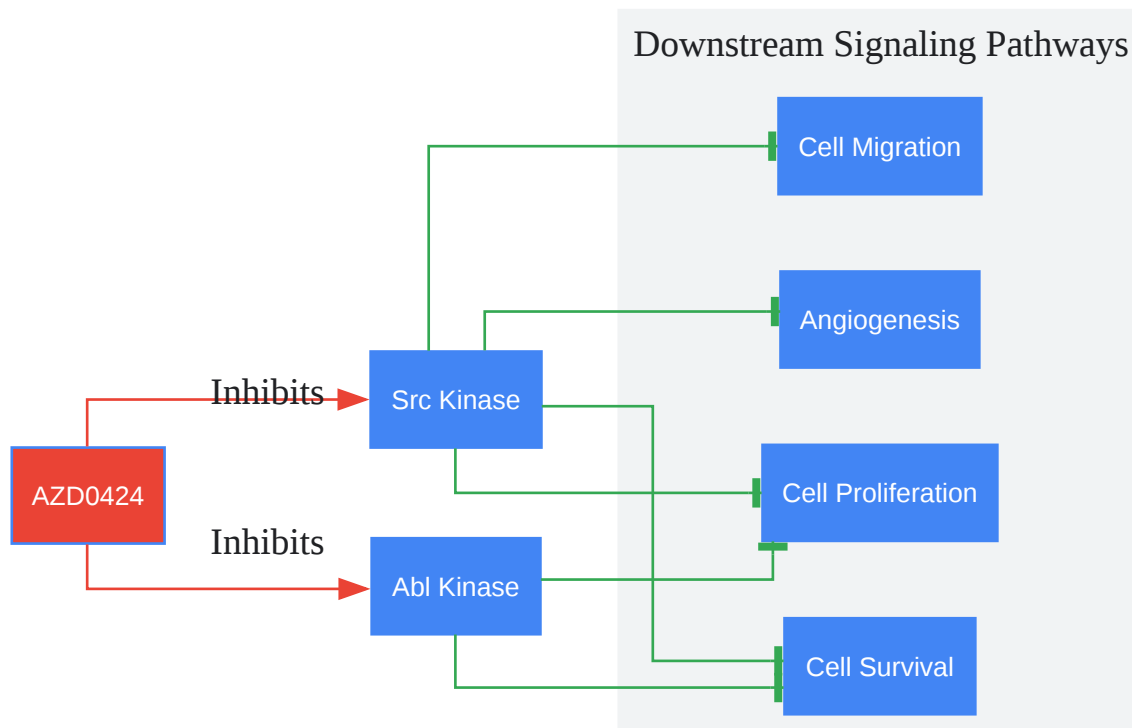 Downstream Signaling Pathways
Cell Migration
Angiogenesis
Inhibits
Src Kinase
AZD0424
Cell Proliferation
Inhibits
Abl Kinase
Cell Survival